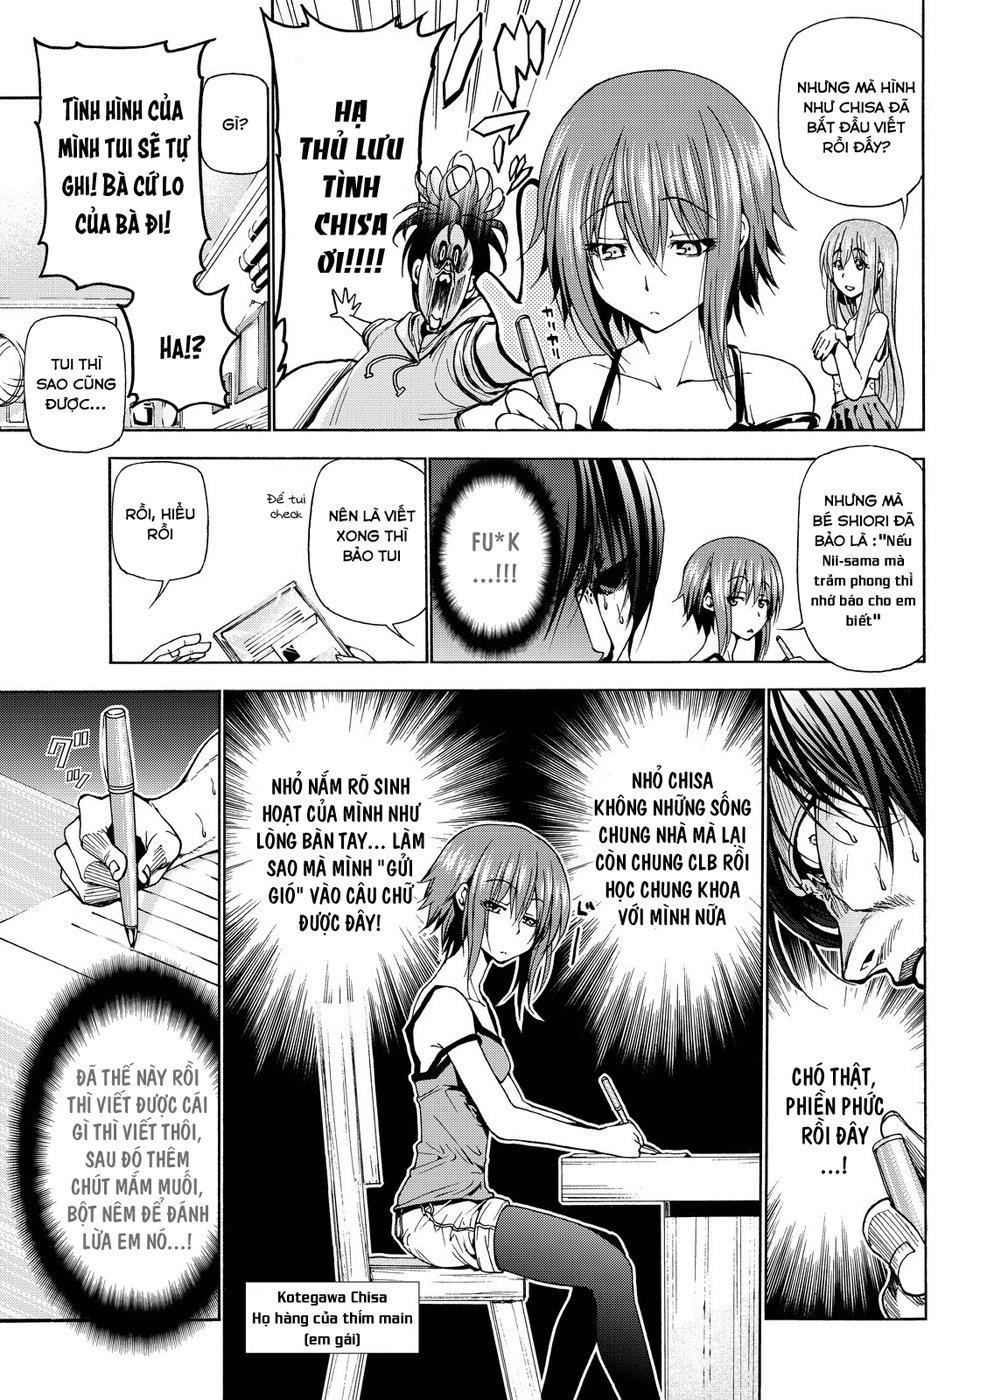 NHƯNG MÀ HÌNH
NHƯ CHISA ĐÃ
BẮT ĐẦU VIẾT
RỒI ĐẤY?
HẠ
THỦ LƯU
TÌNH
CHISA
ƠI!!!!
GÌ?
TÌNH HÌNH CỦA
MÌNH TUI SẼ TỰ
GHI! BÀ CỨ LO
CỦA BÀ ĐI!
HA!?
TUI THÌ
SAO CŨNG
ĐƯỢC...
NHƯNG MÀ
BÉ SHIORI ĐÃ
BẢO LÀ :"Nếu
Nii-sama mà
trầm phong thì
nhớ báo cho em
biết"
FU*K
...!!!
NÊN LÀ VIẾT
XONG THÌ
BẢO TUI
Để tui
check
RỒI, HIỂU
RỒI
CHÓ THẬT,
PHIỀN PHỨC
RỒI ĐÂY
...!
NHỎ CHISA
KHÔNG NHỮNG SỐNG
CHUNG NHÀ MÀ LẠI
CÒN CHUNG CLB RỒI
HỌC CHUNG KHOA
VỚI MÌNH NỮA
NHỎ NẮM RÕ SINH
HOẠT CỦA MÌNH NHƯ
LÒNG BÀN TAY... LÀM
SAO MÀ MÌNH "GỬI
GIÓ" VÀO CÂU CHỮ
ĐƯỢC ĐÂY!
Kotegawa Chisa
Họ hàng của thím main
(em gái)
グッ
ĐÃ THẾ NÀY RỒI
THÌ VIẾT ĐƯỢC CÁI
GÌ THÌ VIẾT THÔI,
SAU ĐÓ THÊM
CHÚT MẮM MUỐI,
BỘT NÊM ĐỂ ĐÁNH
LỪA EM NÓ...!